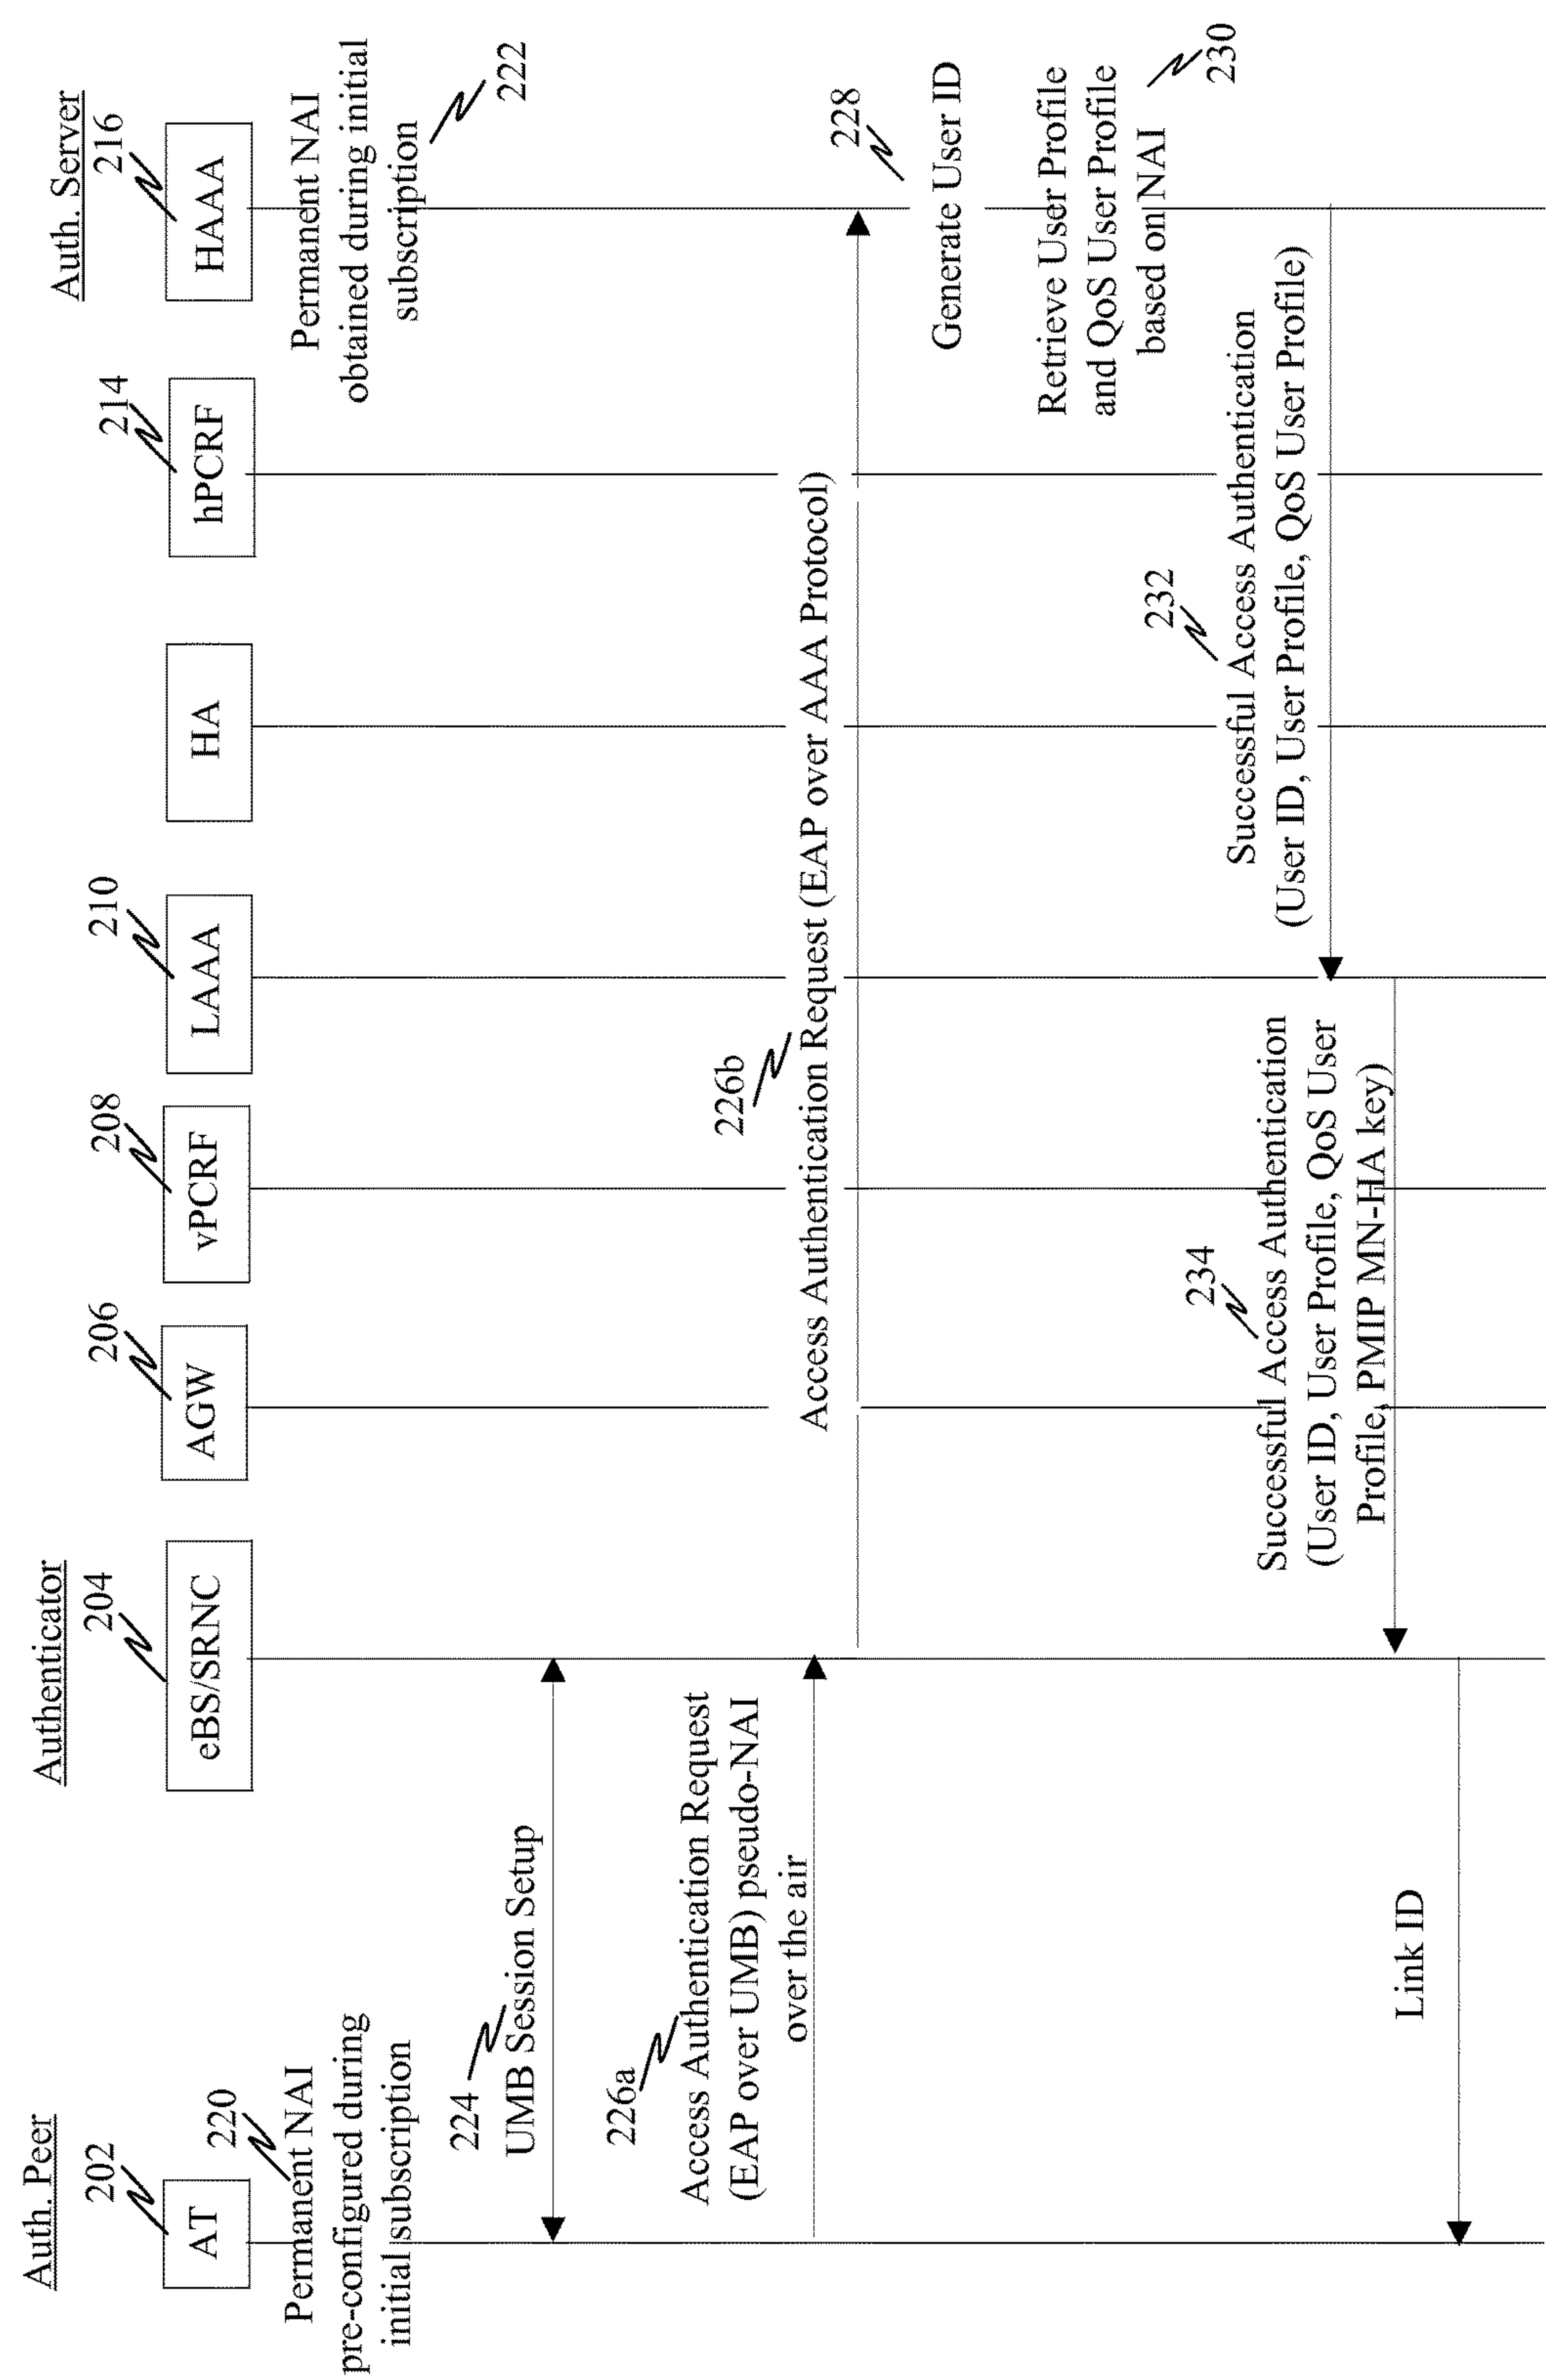 Auth. Peer
202
AT
220
Permanent NAI
pre-configured during
initial subscription
Authenticator
204
eBS/SRNC
206
AGW
208
vPCRF
210
LAAA
HA
214
hPCRF
Auth. Server
216
HAAA
Permanent NAI
obtained during initial
subscription
222
224
UMB Session Setup
226a
Access Authentication Request
(EAP over UMB) pseudo-NAI
over the air
226b
Access Authentication Request (EAP over AAA Protocol)
228
Generate User ID
Retrieve User Profile
and QoS User Profile
based on NAI
230
232
Successful Access Authentication
(User ID, User Profile, QoS User Profile)
234
Successful Access Authentication
(User ID, User Profile, QoS User
Profile, PMIP MN-HA key)
Link ID